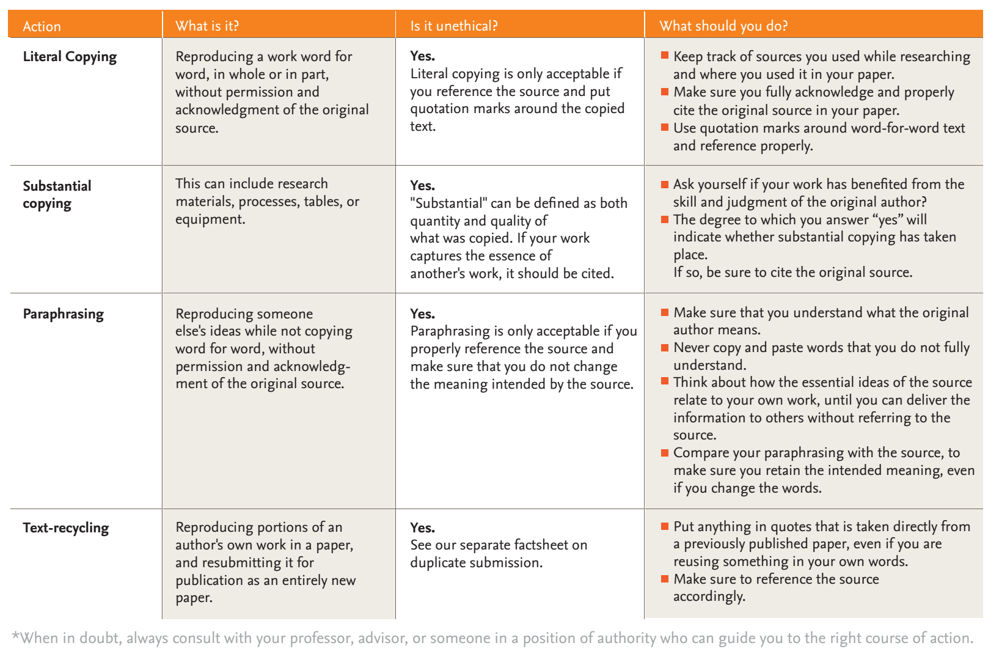 Action
What is it?
Is it unethical?
What should you do?
Literal Copying
Reproducing a work word for
word, in whole or in part,
without permission and
acknowledgment of the original
source.
Yes.
Literal copying is only acceptable if
you reference the source and put
quotation marks around the copied
text.
Keep track of sources you used while researching
and where you used it in your paper.
Make sure you fully acknowledge and properly
cite the original source in your paper.
Use quotation marks around word-for-word text
and reference properly.
Substantial
copying
This can include research
materials, processes, tables, or
equipment.
Yes.
"Substantial" can be defined as both
quantity and quality of
what was copied. If your work
captures the essence of
another's work, it should be cited.
Ask yourself if your work has benefited from the
skill and judgment of the original author?
The degree to which you answer “yes” will
indicate whether substantial copying has taken
place.
If so, be sure to cite the original source.
Paraphrasing
Reproducing someone
else's ideas while not copying
word for word, without
permission and acknowledg-
ment of the original source.
Yes.
Paraphrasing is only acceptable if you
properly reference the source and
make sure that you do not change
the meaning intended by the source.
Make sure that you understand what the original
author means.
Never copy and paste words that you do not fully
understand.
Think about how the essential ideas of the source
relate to your own work, until you can deliver the
information to others without referring to the
source.
Compare your paraphrasing with the source, to
make sure you retain the intended meaning, even
if you change the words.
Text-recycling
Reproducing portions of an
author's own work in a paper,
and resubmitting it for
publication as an entirely new
paper.
Yes.
See our separate factsheet on
duplicate submission.
Put anything in quotes that is taken directly from
a previously published paper, even if you are
reusing something in your own words.
Make sure to reference the source
accordingly.
*When in doubt, always consult with your professor, advisor, or someone in a position of authority who can guide you to the right course of action.